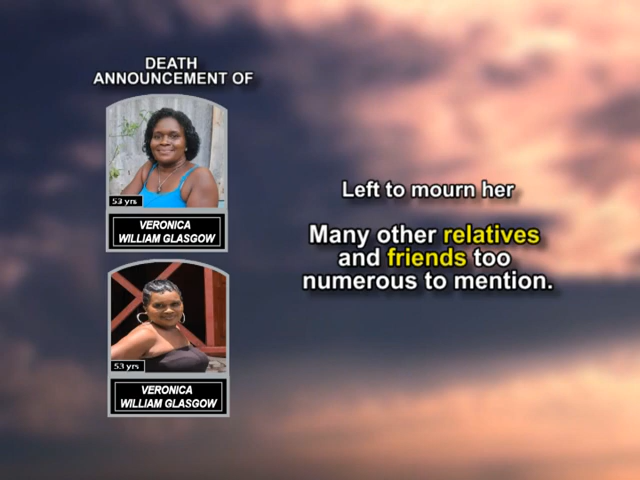 DEATH
ANNOUNCEMENT OF
53 yrs
VERONICA
WILLIAM GLASGOW
53 yrs
VERONICA
WILLIAM GLASGOW
Left to mourn her
Many other relatives
and friends too
numerous to mention.